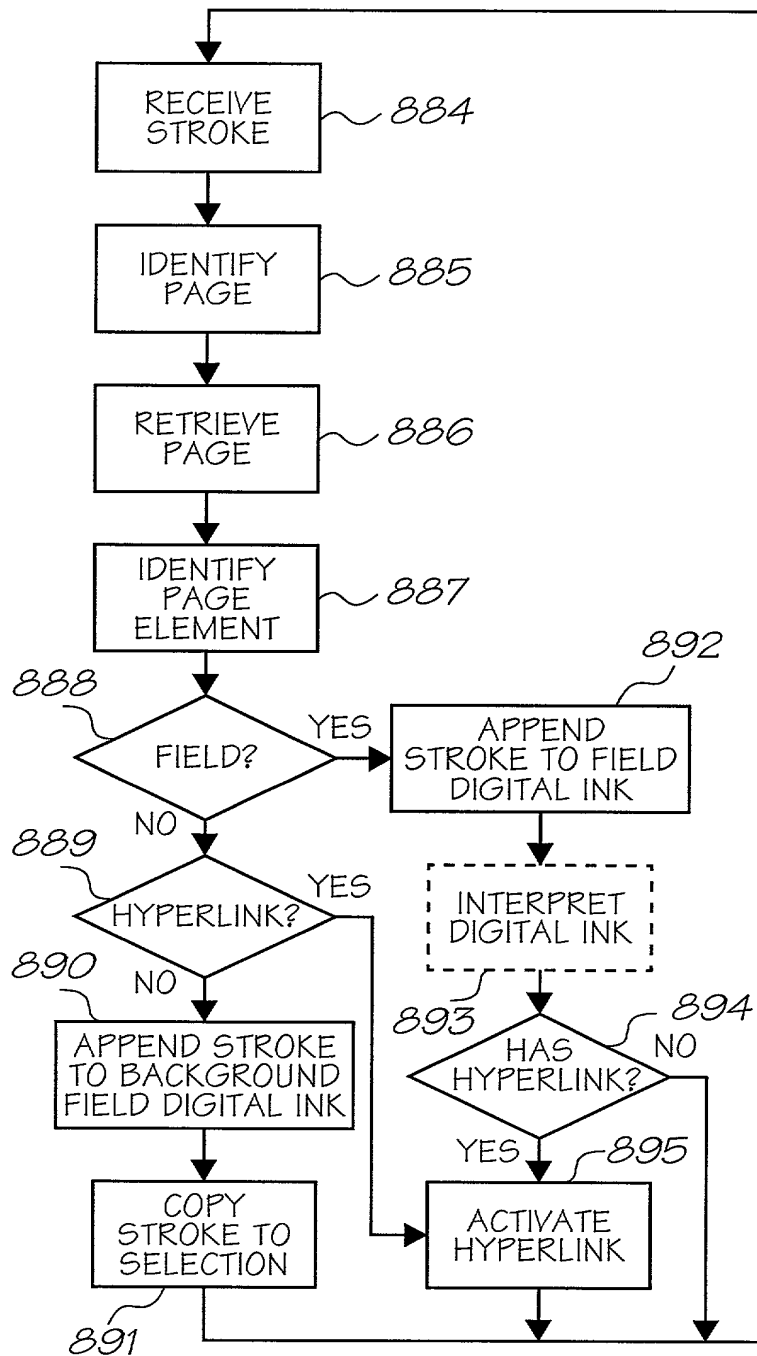 RECEIVE
STROKE
884
IDENTIFY
PAGE
885
RETRIEVE
PAGE
886
IDENTIFY
PAGE
ELEMENT
887
888
FIELD?
YES
NO
892
APPEND
STROKE TO FIELD
DIGITAL INK
889
HYPERLINK?
YES
NO
INTERPRET
DIGITAL INK
893
890
APPEND STROKE
TO BACKGROUND
FIELD DIGITAL INK
894
HAS
HYPERLINK?
NO
YES
895
COPY
STROKE TO
SELECTION
891
ACTIVATE
HYPERLINK